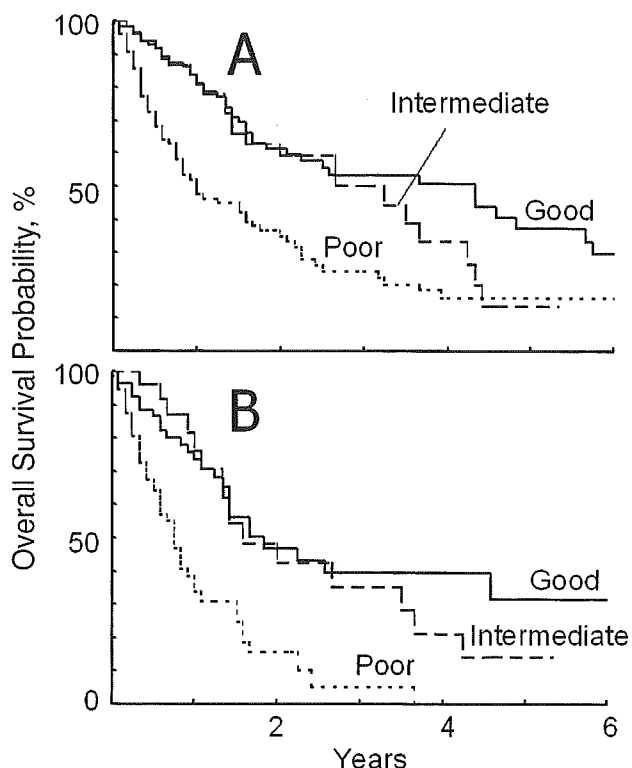 100
A
Intermediate
50
Good
Poor
Overall Survival Probability, %
100
B
50
Good
Intermediate
Poor
0
2
4
6
Years